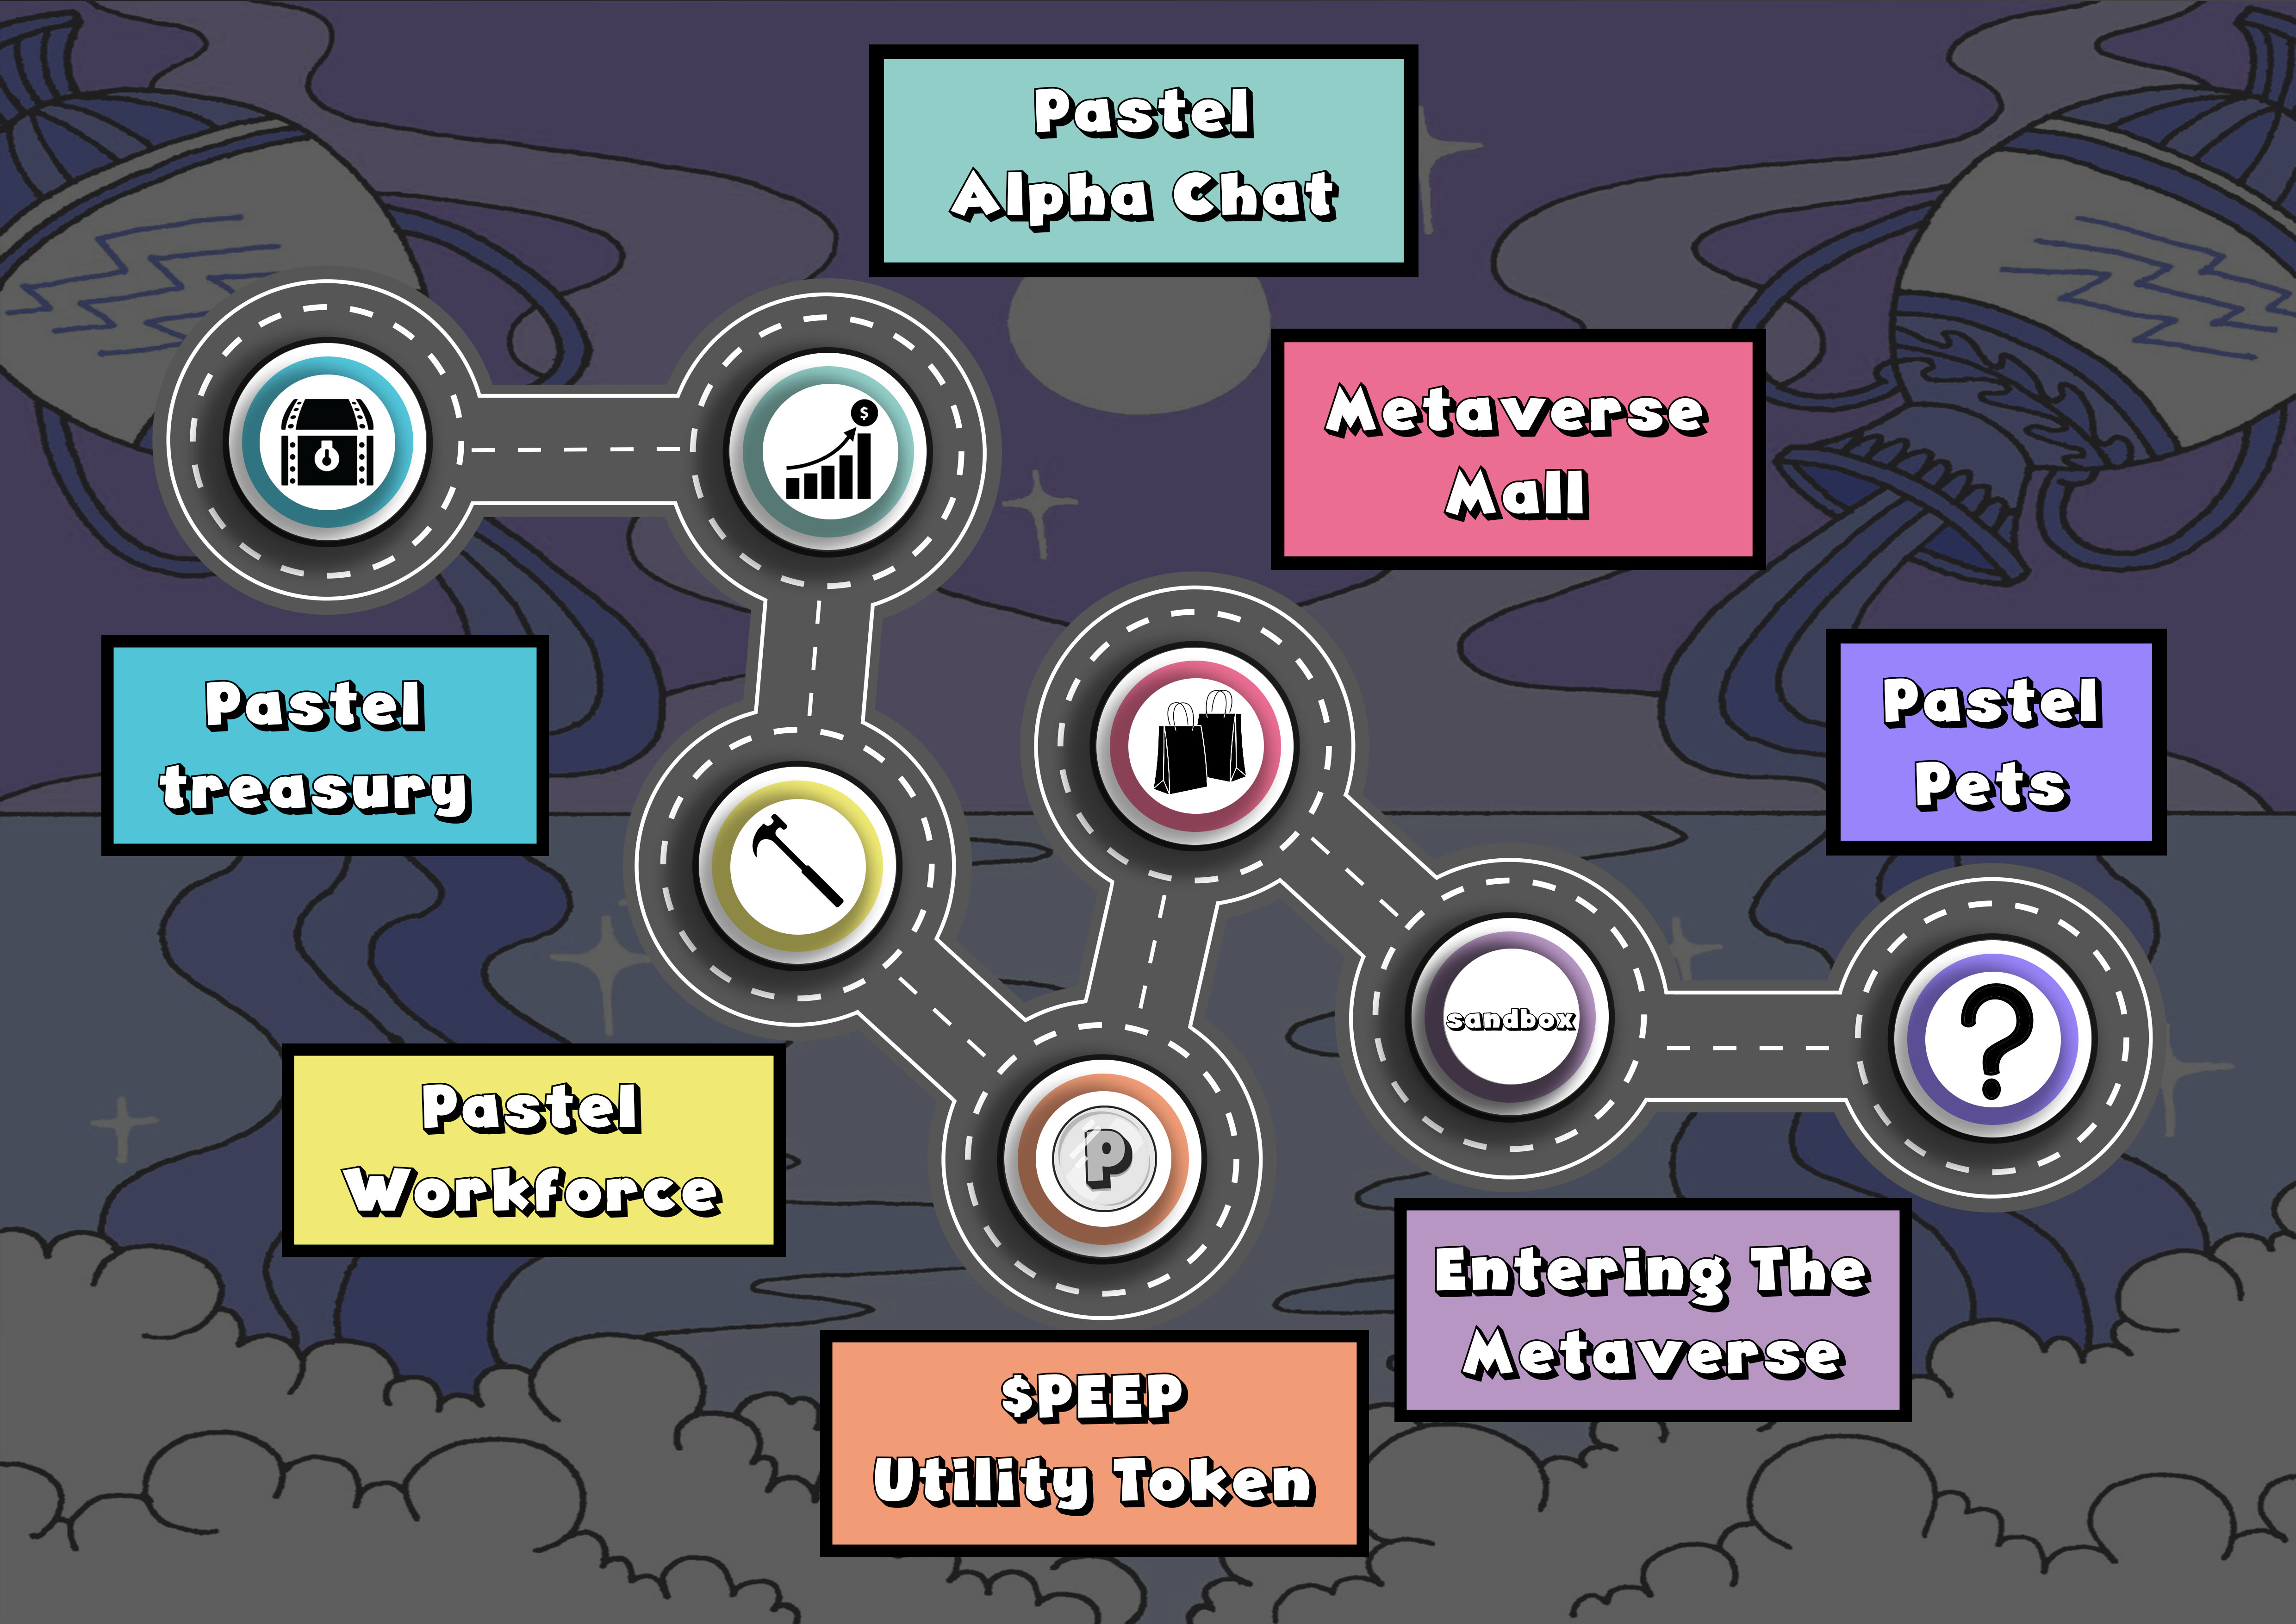 Pastel
Alpha Chat
$
Metaverse
Mall
Pastel
treasury
Pastel
Pets
sandbox
?
Pastel
Workforce
P
Entering The
Metaverse
$PEEP
Utility Token